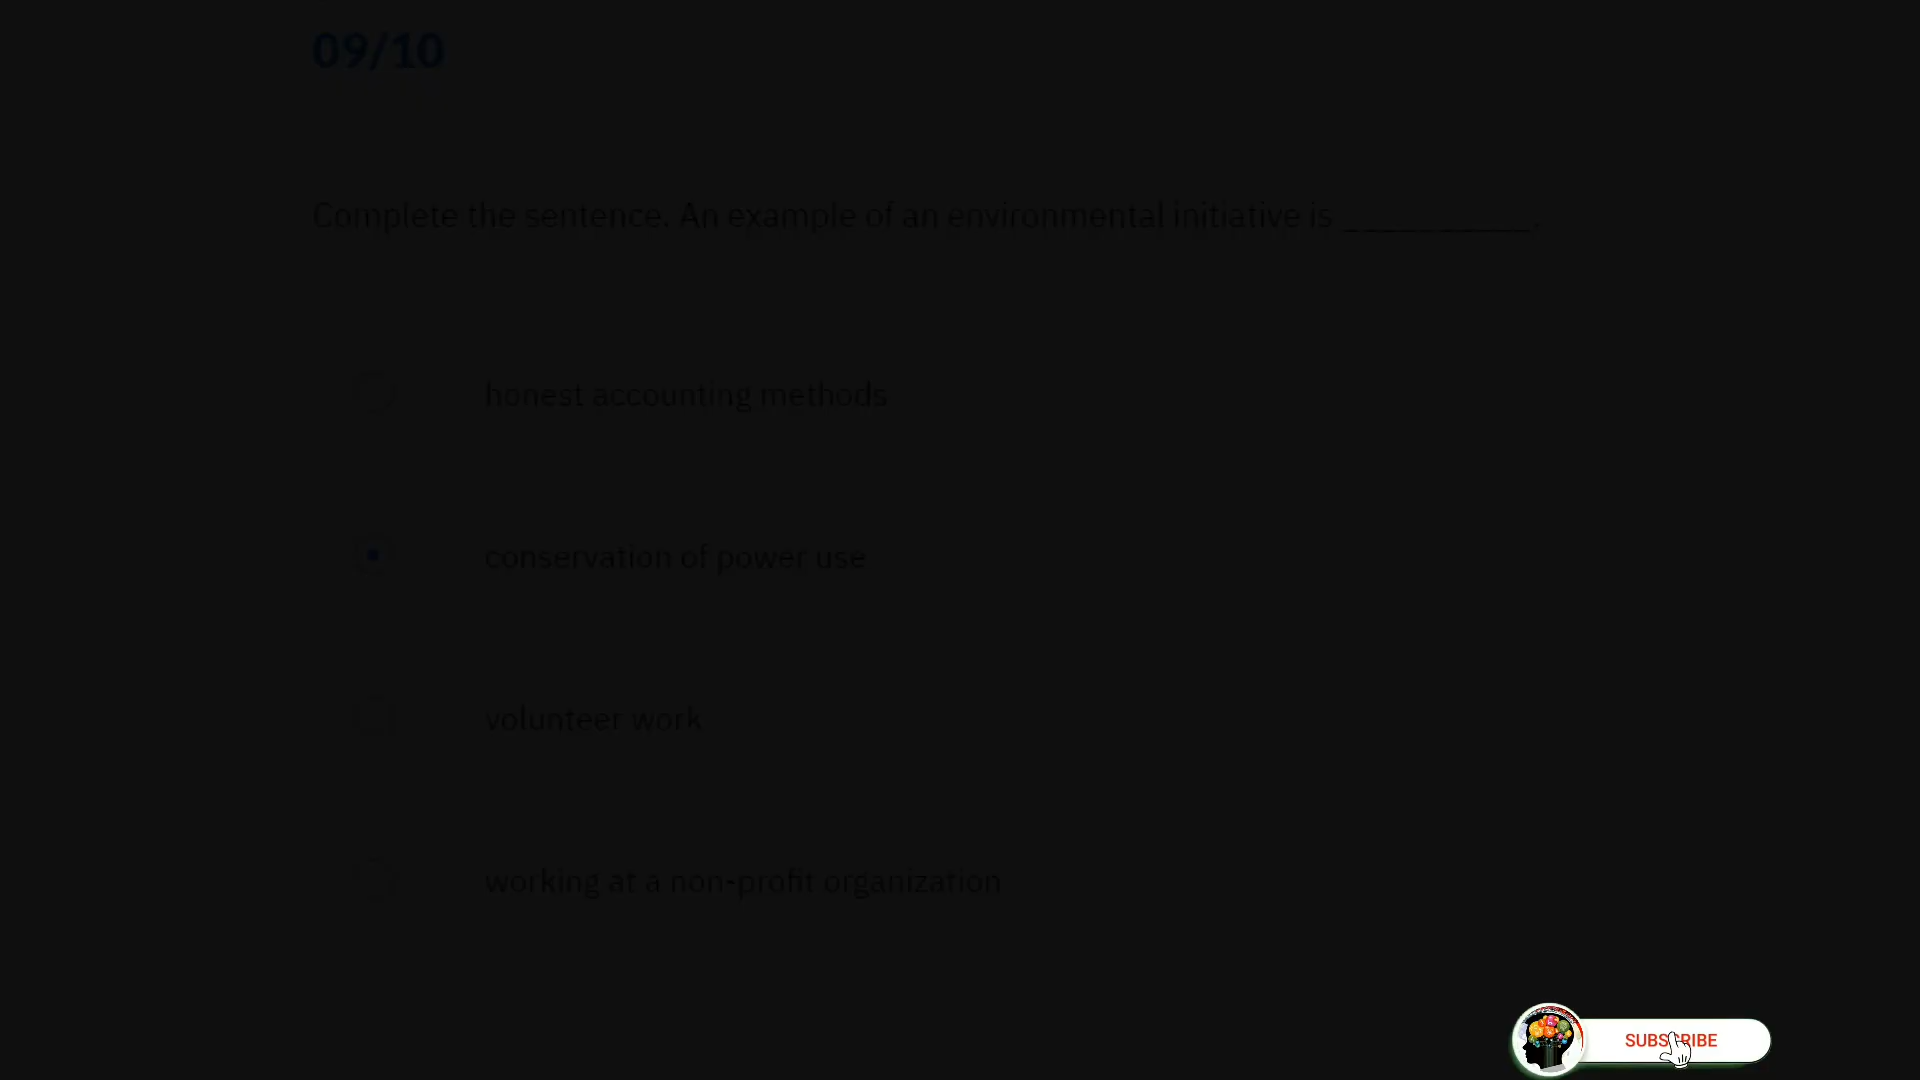 09/10
Complete the sentence. An example of an environmental initiative is __________.
honest accounting methods
conservation of power use
volunteer work
working at a non-profit organization
SUBSCRIBE